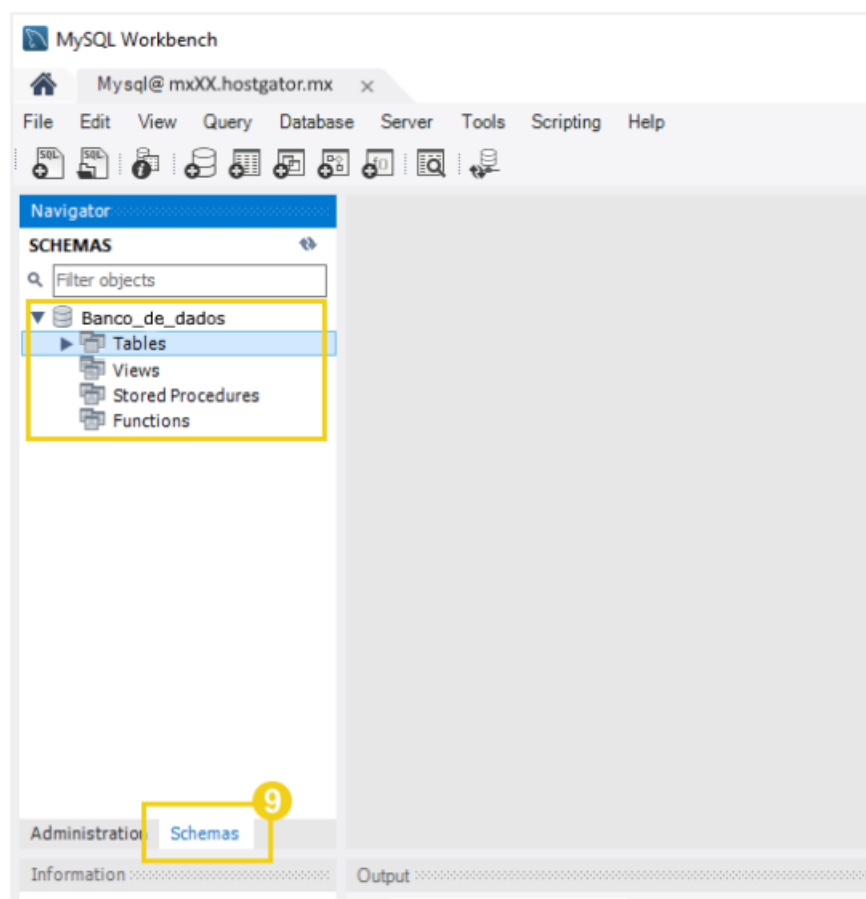 MySQL Workbench
Mysql@ mxXX.hostgator.mx ×
File Edit View Query Database Server Tools Scripting Help
SQL SQL i f()
Navigator
SCHEMAS
Filter objects
Banco_de_dados
Tables
Views
Stored Procedures
Functions
9
Administration Schemas
Information Output